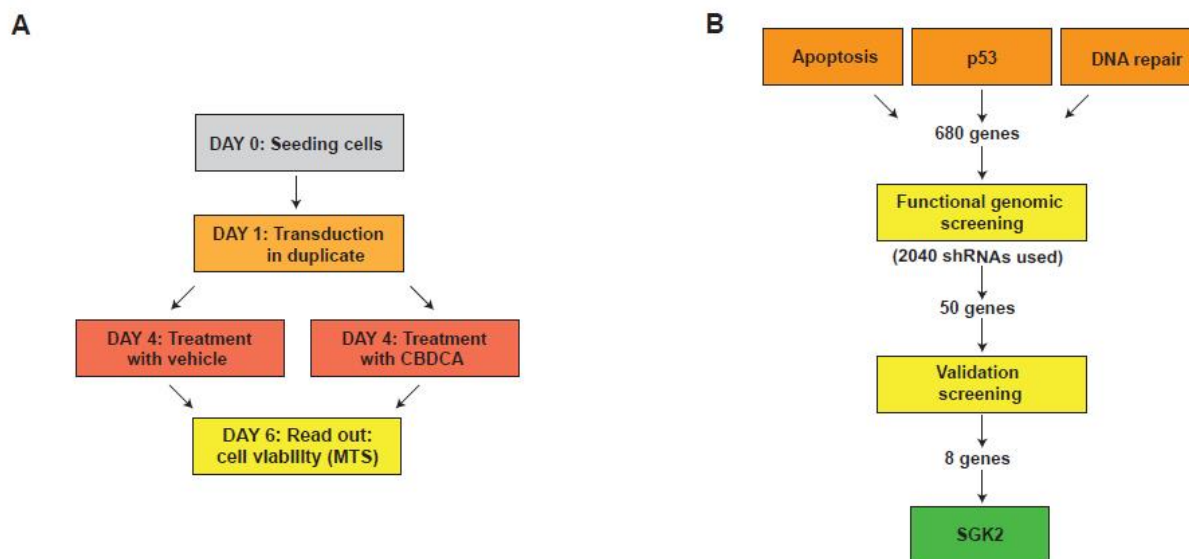 A
DAY 0: Seeding cells
DAY 1: Transduction
in duplicate
DAY 4: Treatment
with vehicle
DAY 4: Treatment
with CBDCA
DAY 6: Read out:
cell viability (MTS)
B
Apoptosis
p53
DNA repair
680 genes
Functional genomic
screening
(2040 shRNAs used)
50 genes
Validation
screening
8 genes
SGK2